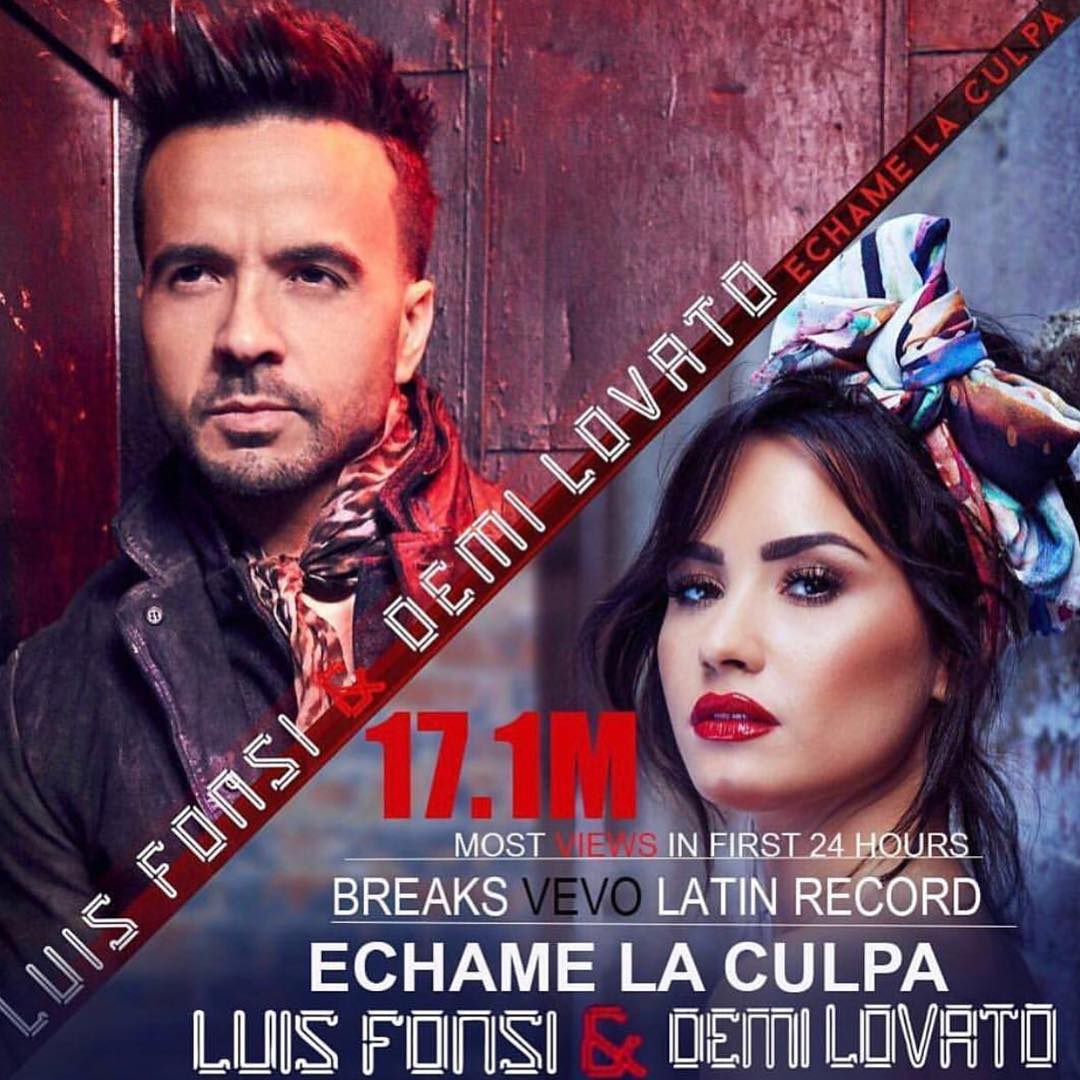 LUIS FONSI & DEMI LOVATO ECHAME LA CULPA
17.1M
MOST VIEWS IN FIRST 24 HOURS
BREAKS VEVO LATIN RECORD
ECHAME LA CULPA
LUIS FONSI & DEMI LOVATO